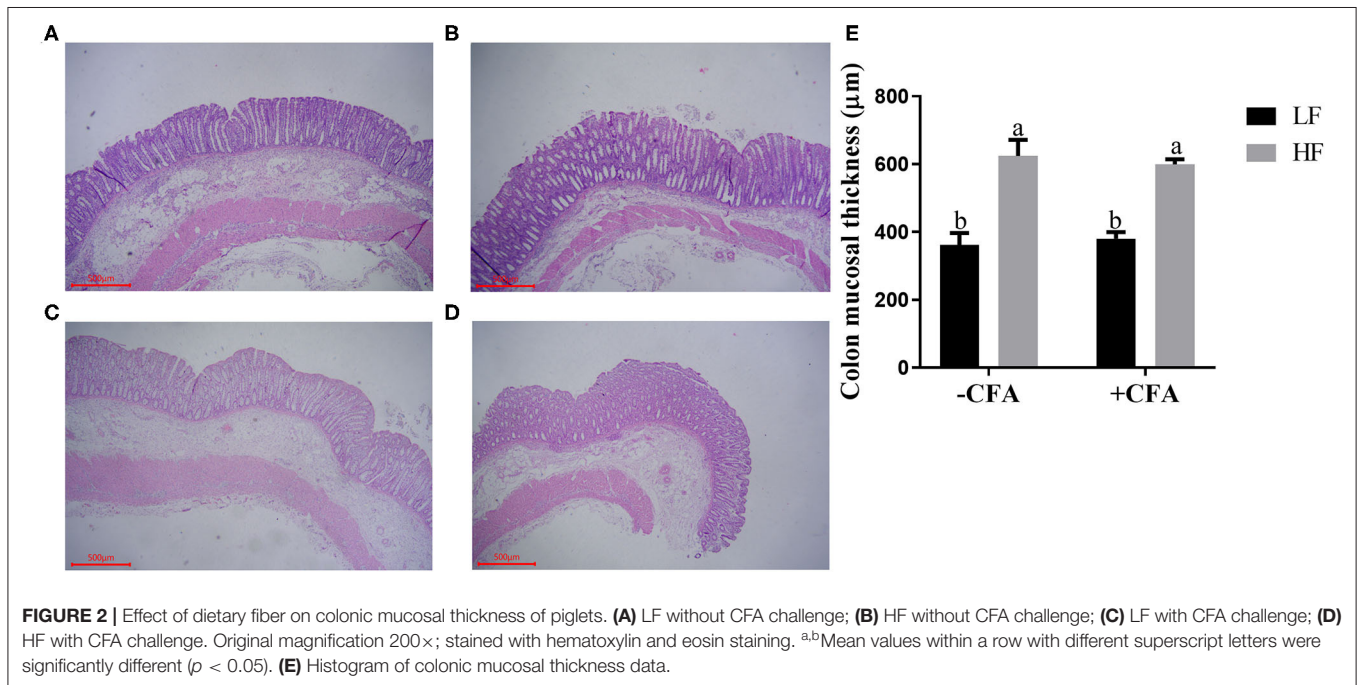 A
B
E
500µm
C
D
500µm
500µm
Colon mucosal thickness (µm)
800
600
400
200
0
b
a
b
a
-CFA
+CFA
LF
HF
FIGURE 2 | Effect of dietary fiber on colonic mucosal thickness of piglets. (A) LF without CFA challenge; (B) HF without CFA challenge; (C) LF with CFA challenge; (D)
HF with CFA challenge. Original magnification 200×; stained with hematoxylin and eosin staining. a,bMean values within a row with different superscript letters were
significantly different (p < 0.05). (E) Histogram of colonic mucosal thickness data.